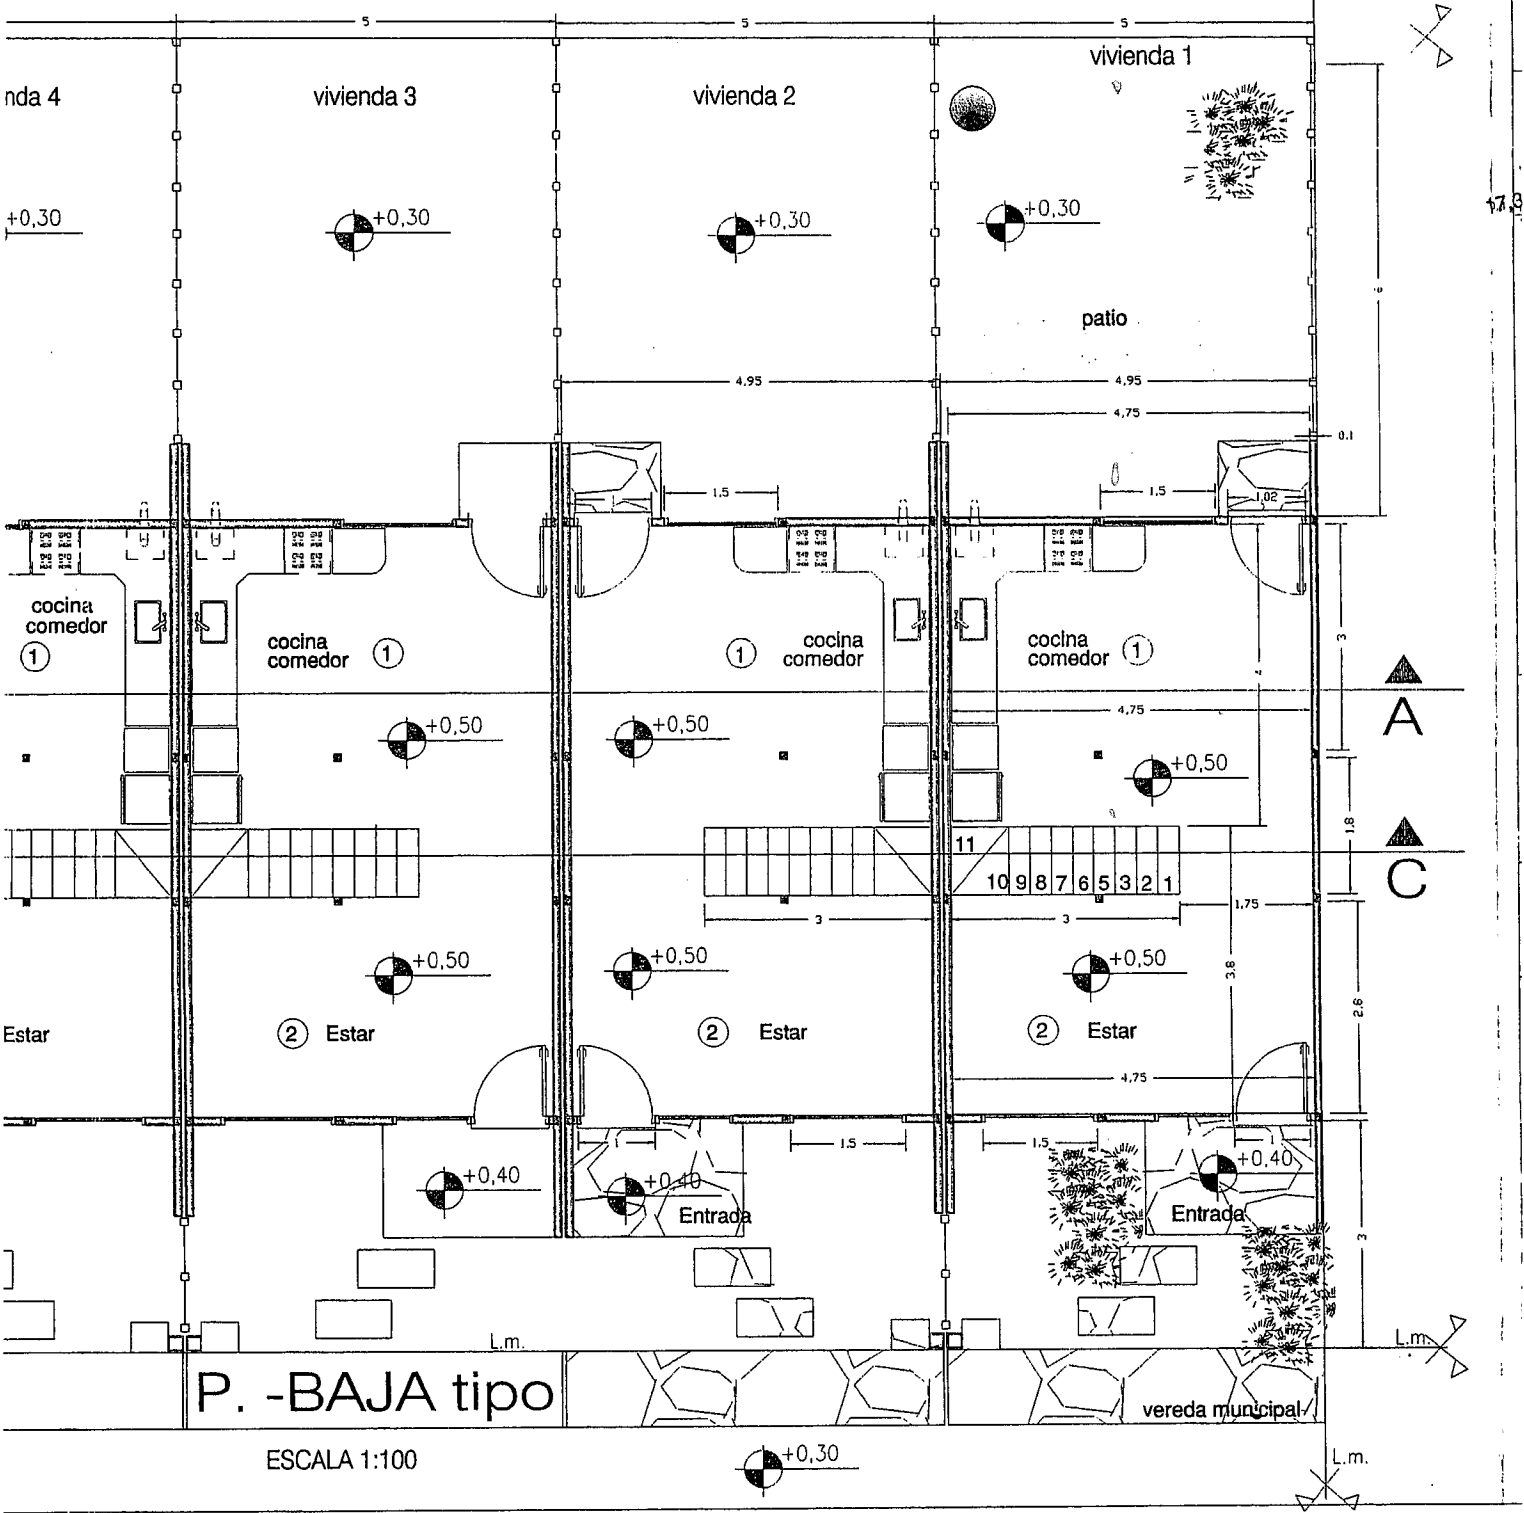 5 5 5
vivienda 1
nda 4 vivienda 3 vivienda 2
+0,30 +0,30 +0,30 +0,30
6
patio
4.95 4.95
4.75
0.1
1.5 1.5 1.02
1
cocina
comedor
1
cocina
comedor 1
1 cocina
comedor
cocina
comedor 1
3
4
A
4.75
+0,50 +0,50 +0,50
1.8
11
C
10 9 8 7 6 5 3 2 1
3 3 1.75
+0,50 +0,50 +0,50
3.8
2.6
Estar 2 Estar 2 Estar 2 Estar
4.75
1 1.5 1.5 1
+0,40 +0,40 +0,40
Entrada Entrada
3
L.m. L.m.
P. -BAJA tipo
vereda municipal
ESCALA 1:100 +0,30 L.m.